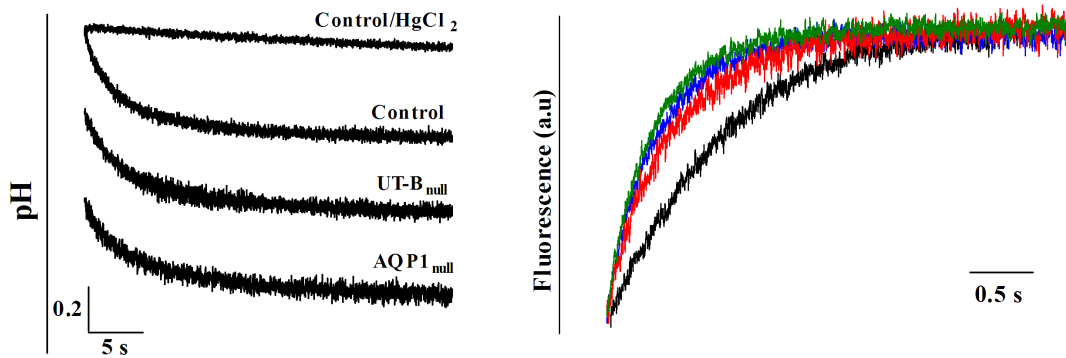 Control/HgCl₂
Control
UT-Bnull
AQP1null
pH
0.2
5 s
Fluorescence (a.u)
0.5 s